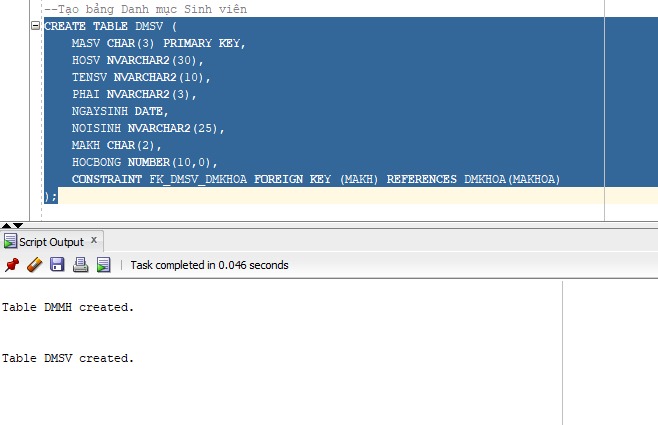 --Tạo bảng Danh mục Sinh viên
CREATE TABLE DMSV (
MASV CHAR(3) PRIMARY KEY,
HOSV NVARCHAR2(30),
TENSV NVARCHAR2(10),
PHAI NVARCHAR2(3),
NGAYSINH DATE,
NOISINH NVARCHAR2(25),
MAKH CHAR(2),
HOCBONG NUMBER(10,0),
CONSTRAINT FK_DMSV_DMKHOA FOREIGN KEY (MAKH) REFERENCES DMKHOA(MAKHOA)
);
Script Output x
Task completed in 0.046 seconds
Table DMMH created.
Table DMSV created.